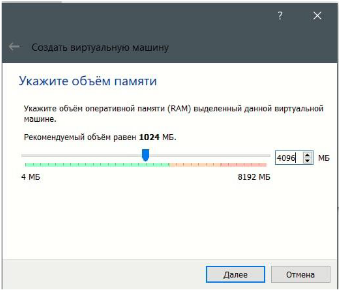 ?
Создать виртуальную машину
Укажите объём памяти
Укажите объём оперативной памяти (RAM) выделенный данной виртуальной
машине.
Рекомендуемый объём равен 1024 МБ.
4096 МБ
4 МБ 8192 МБ
Далее Отмена